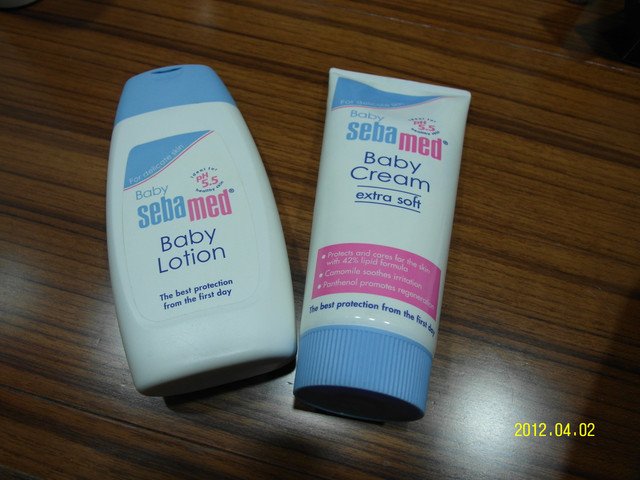 For delicate skin
Baby
sebamed®
Ideal for
pH
5.5
healthy skin
Baby
Lotion
The best protection
from the first day
For delicate skin
Baby
sebamed®
pH
5.5
Baby
Cream
extra soft
• Protects and cares for the skin
with 42% lipid formula
• Camomile soothes irritation
• Panthenol promotes regeneration
The best protection from the first day
2012.04.02